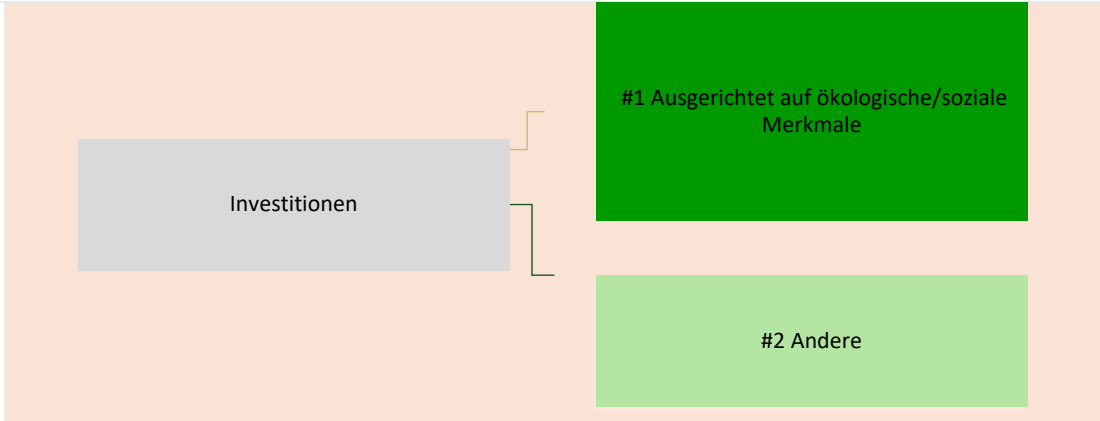 #1 Ausgerichtet auf ökologische/soziale
Merkmale
Investitionen
#2 Andere